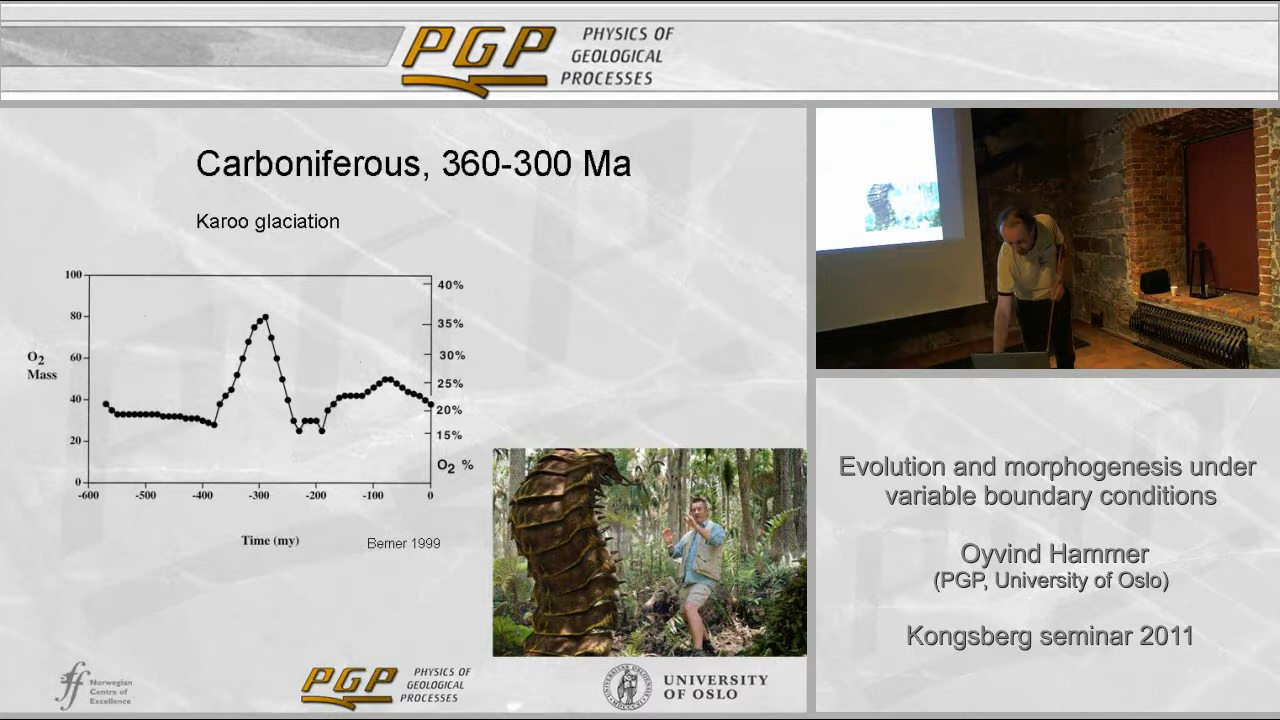 PGP
PHYSICS OF
GEOLOGICAL
PROCESSES
Carboniferous, 360-300 Ma
Karoo glaciation
100
80
60
40
20
0
O2
Mass
40%
35%
30%
25%
20%
15%
O2 %
-600 -500 -400 -300 -200 -100 0
Time (my)
Berner 1999
Evolution and morphogenesis under
variable boundary conditions
Oyvind Hammer
(PGP, University of Oslo)
Kongsberg seminar 2011
ff
Norwegian
Centre of
Excellence
PGP
PHYSICS OF
GEOLOGICAL
PROCESSES
UNIVERSITY
OF OSLO